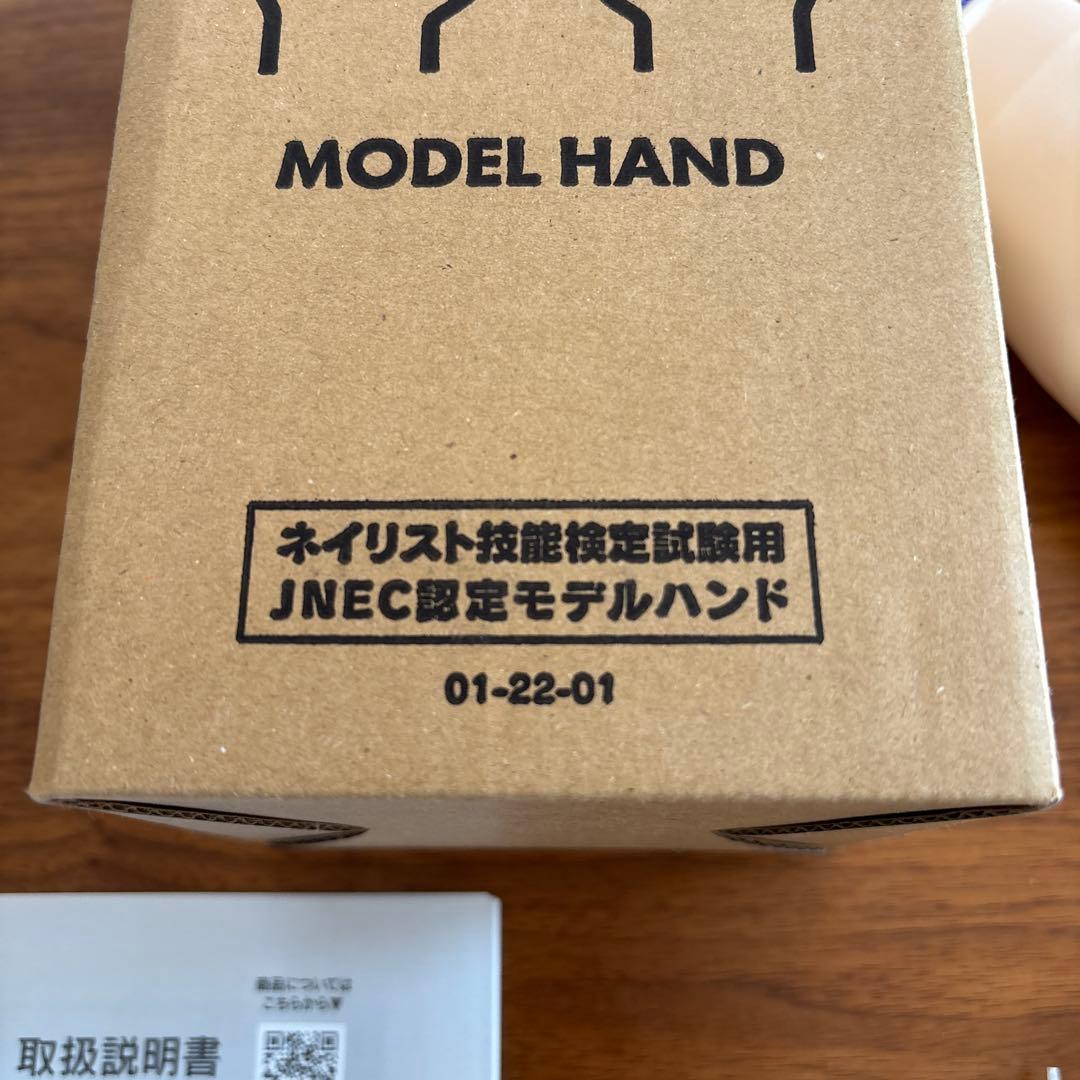 MODEL HAND
ネイリスト技能検定試験用
JNEC認定モデルハンド
01-22-01
商品については
こちらから▼
取扱説明書